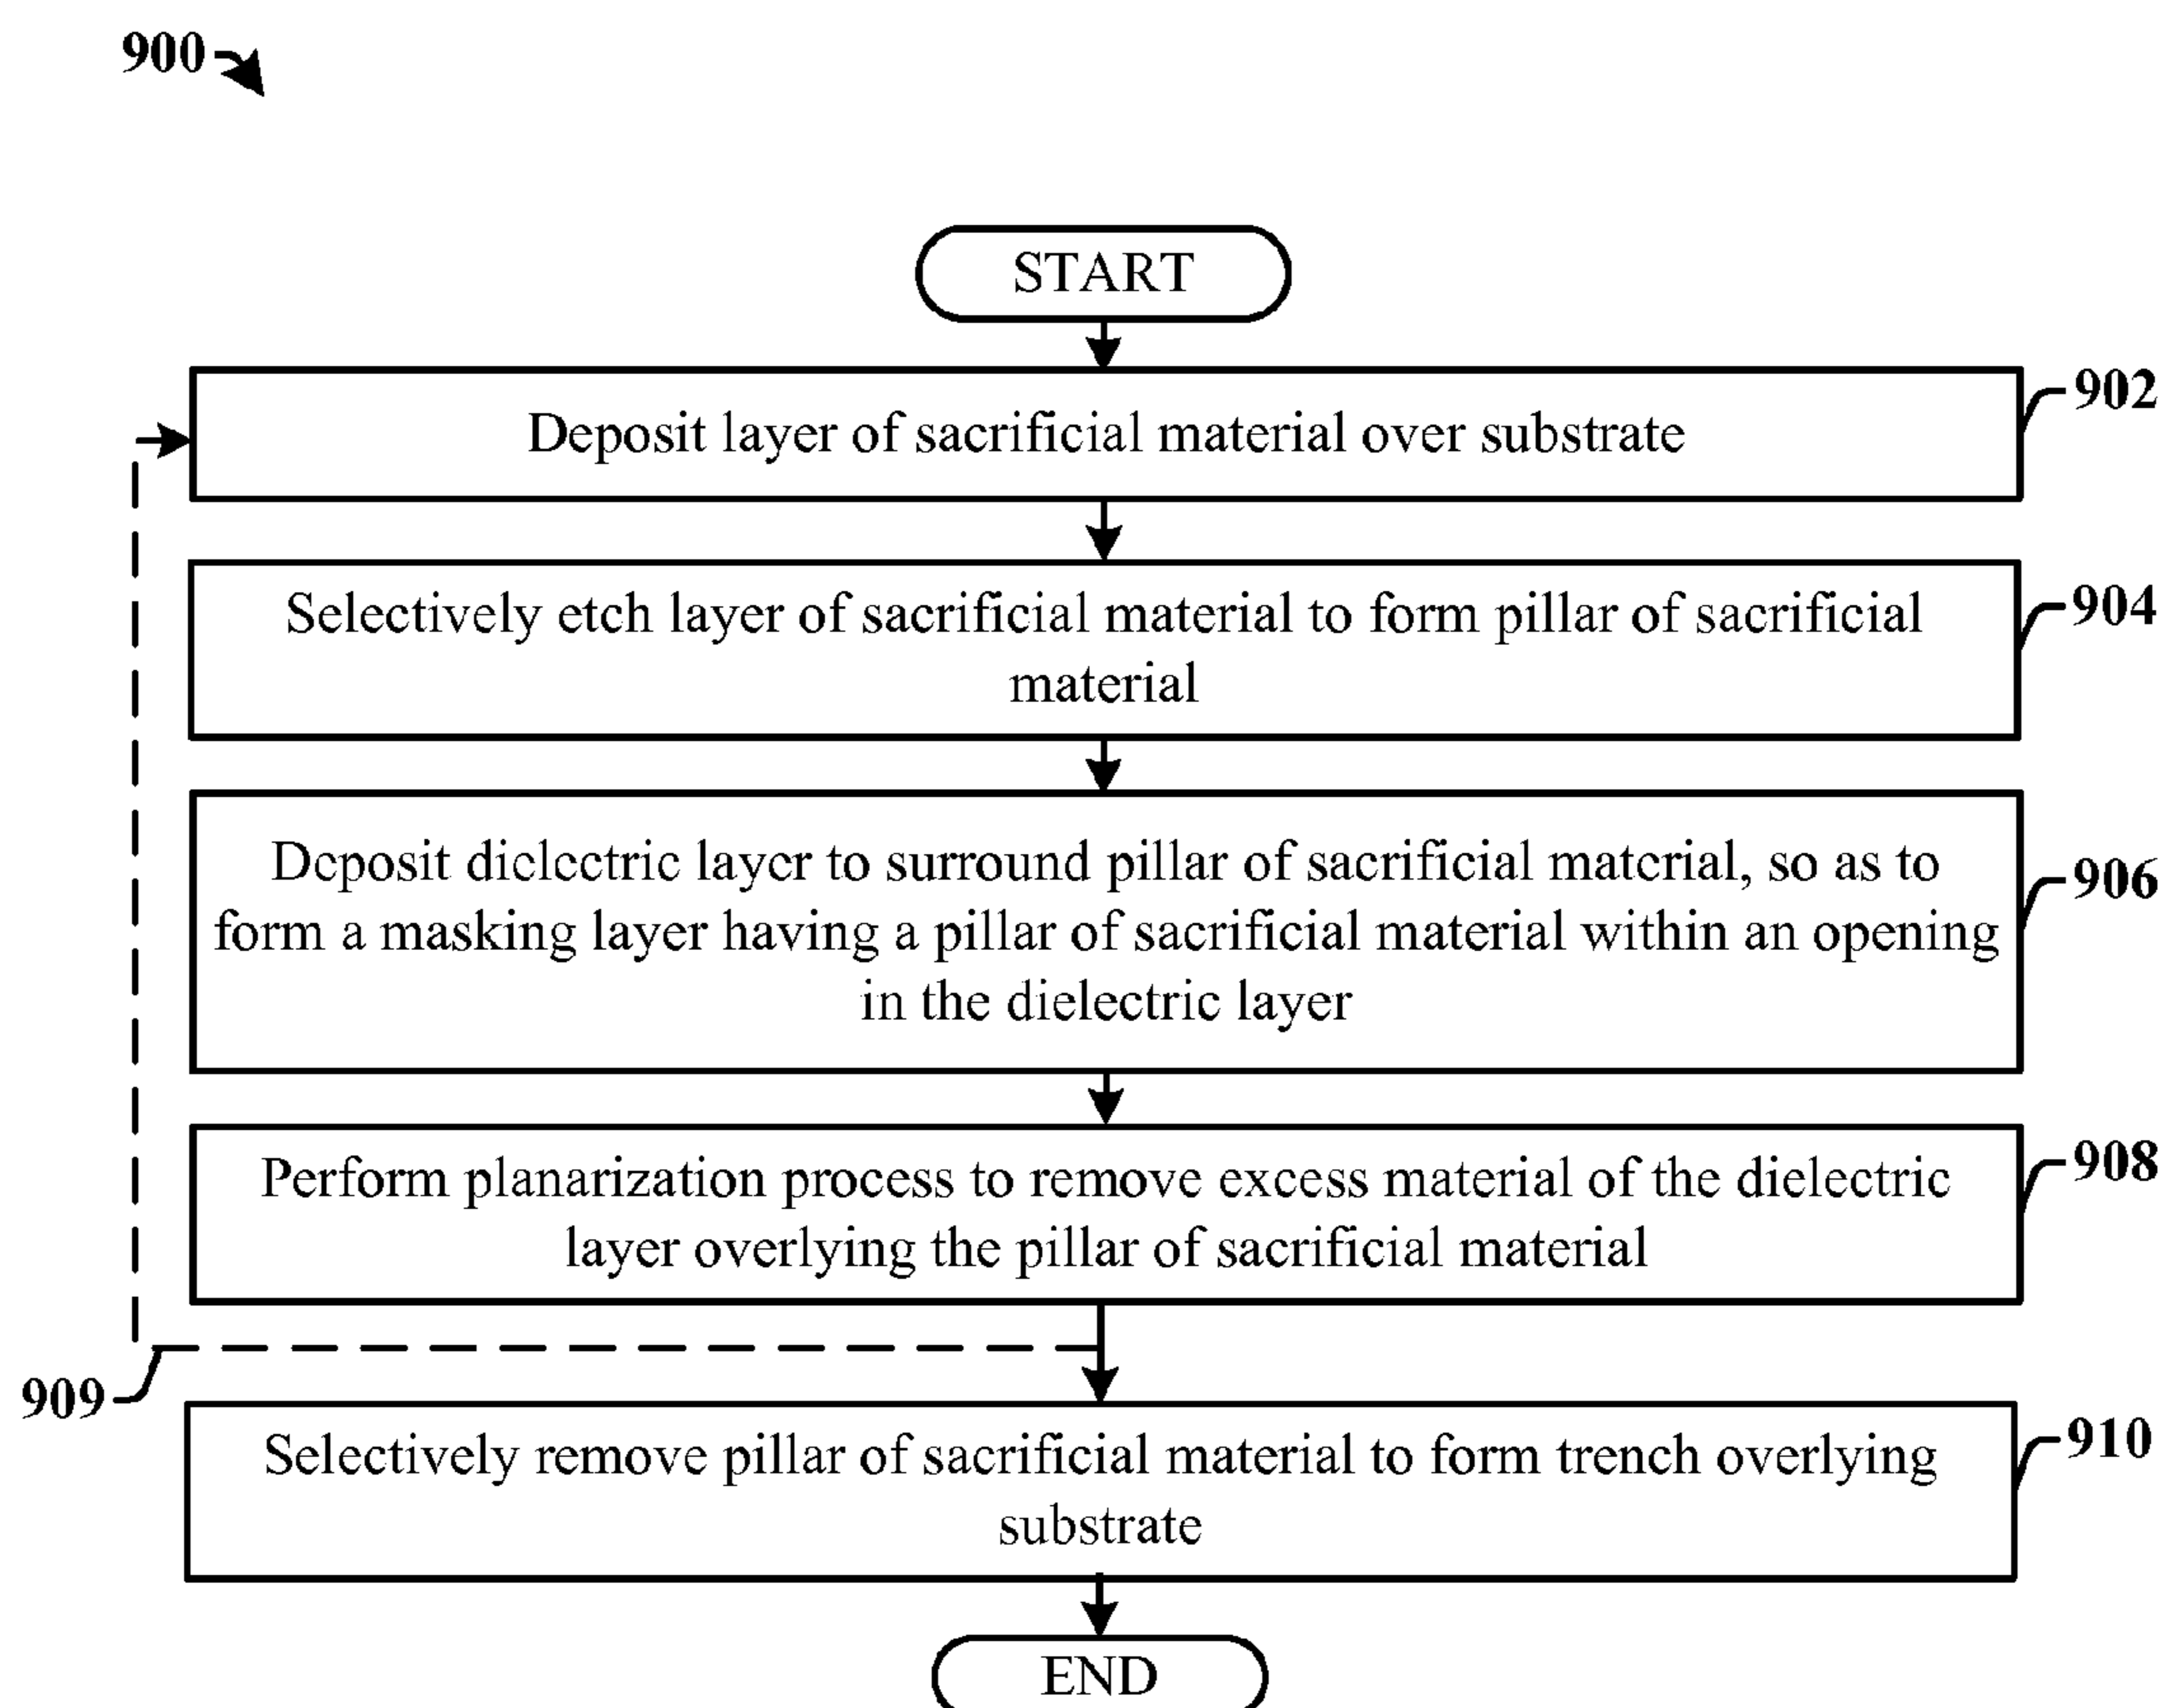 900
START
Deposit layer of sacrificial material over substrate
902
Selectively etch layer of sacrificial
material to form pillar of sacrificial
material
904
Deposit dielectric layer to surround pillar of sacrificial material, so as to
form a masking layer having a pillar of sacrificial material within an opening
in the dielectric layer
906
Perform planarization process to remove excess material of the dielectric
layer overlying the pillar of sacrificial material
908
909
Selectively remove pillar of sacrificial material to form trench overlying
substrate
910
END